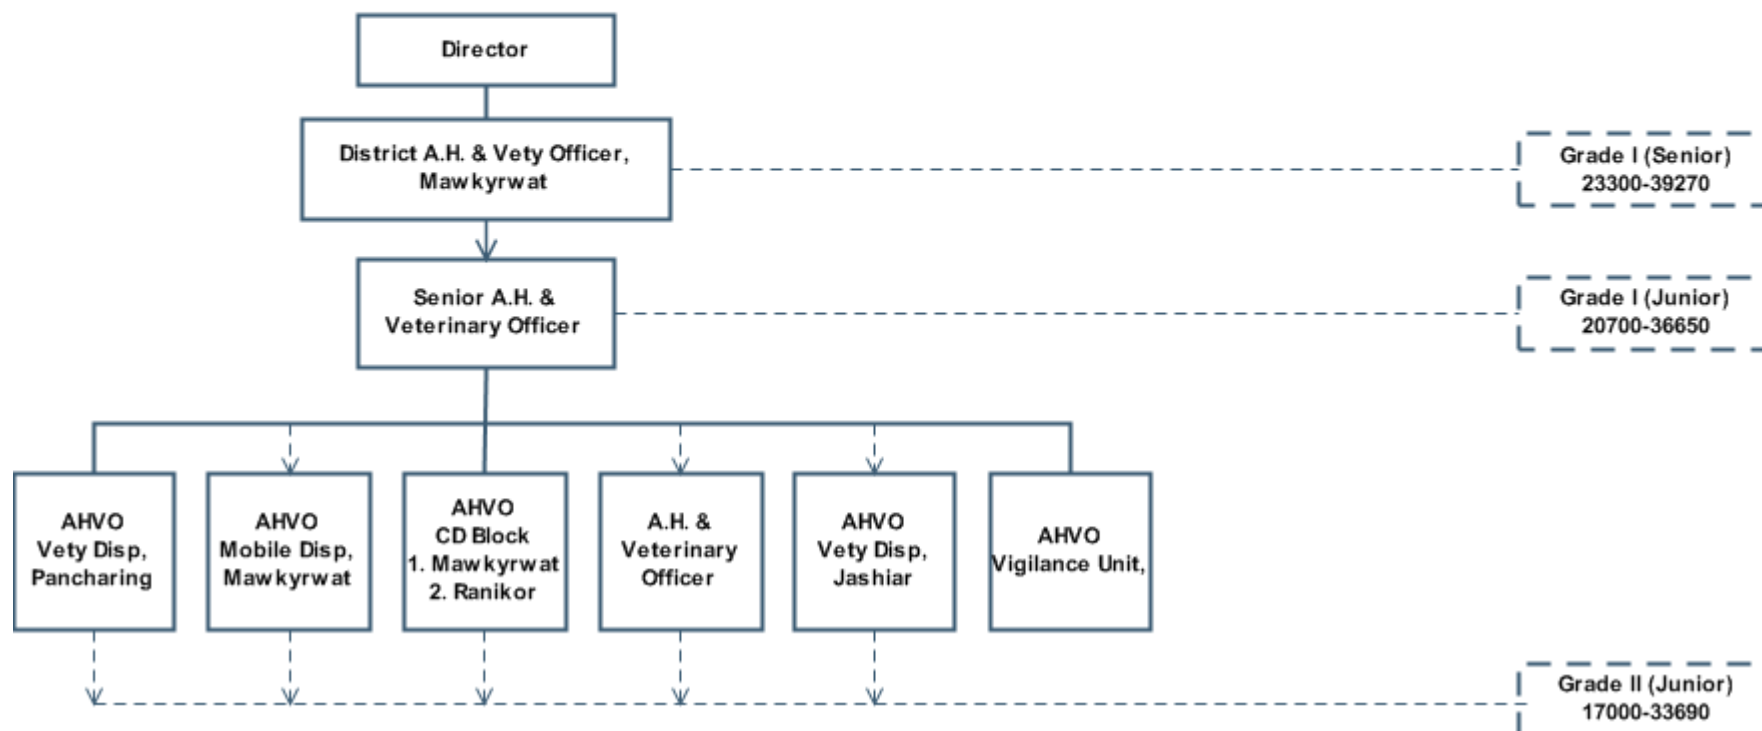 Director
District A.H. & Vety Officer,
Mawkyrwat
Grade I (Senior)
23300-39270
Senior A.H. &
Veterinary Officer
Grade I (Junior)
20700-36650
AHVO
Vety Disp,
Pancharing
AHVO
Mobile Disp,
Mawkyrwat
AHVO
CD Block
1. Mawkyrwat
2. Ranikor
A.H. &
Veterinary
Officer
AHVO
Vety Disp,
Jashiar
AHVO
Vigilance Unit,
Grade II (Junior)
17000-33690